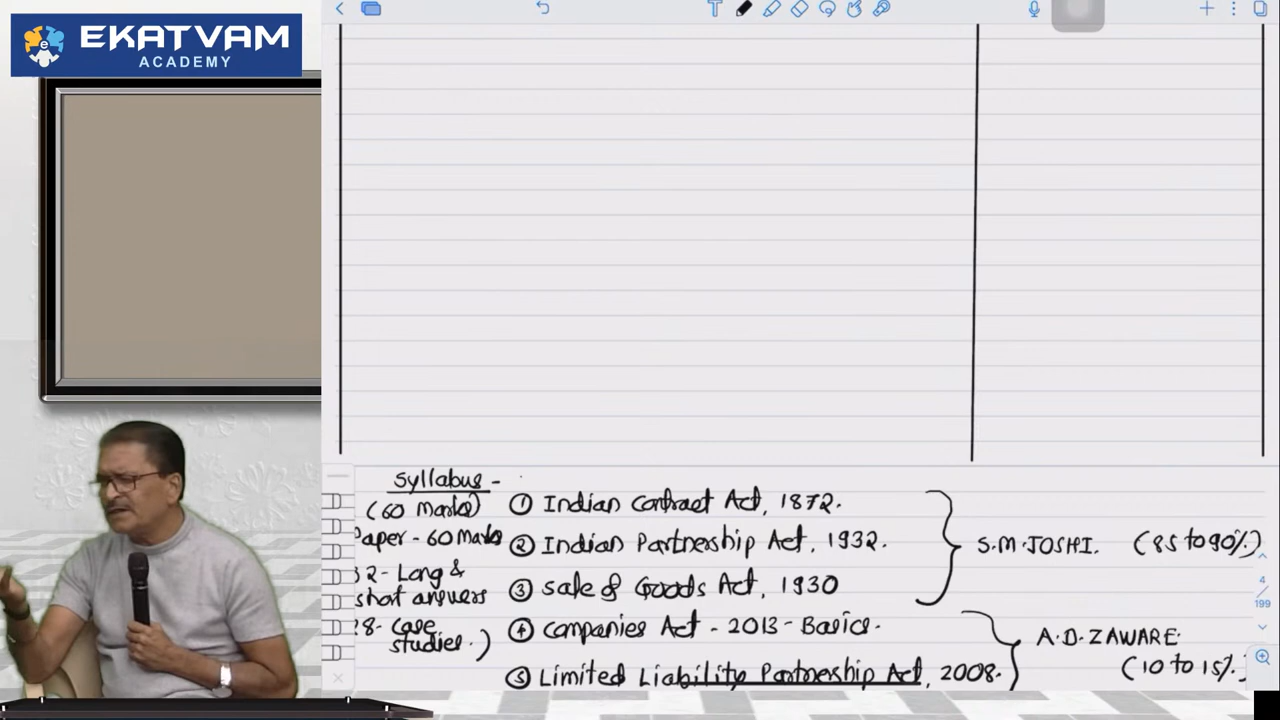 EKATVAM
ACADEMY
Syllabus -
(60 Marks)
Paper - 60 Marks
32 - Long &
short answers
28 - case
studies.)
① Indian Contract Act, 1872.
② Indian Partnership Act, 1932.
③ Sale of Goods Act, 1930
④ Companies Act - 2013 - Basics.
⑤ Limited Liability Partnership Act, 2008.
S.M. JOSHI. (85 to 90%)
A.D. ZAWARE.
(10 to 15%)
4
199